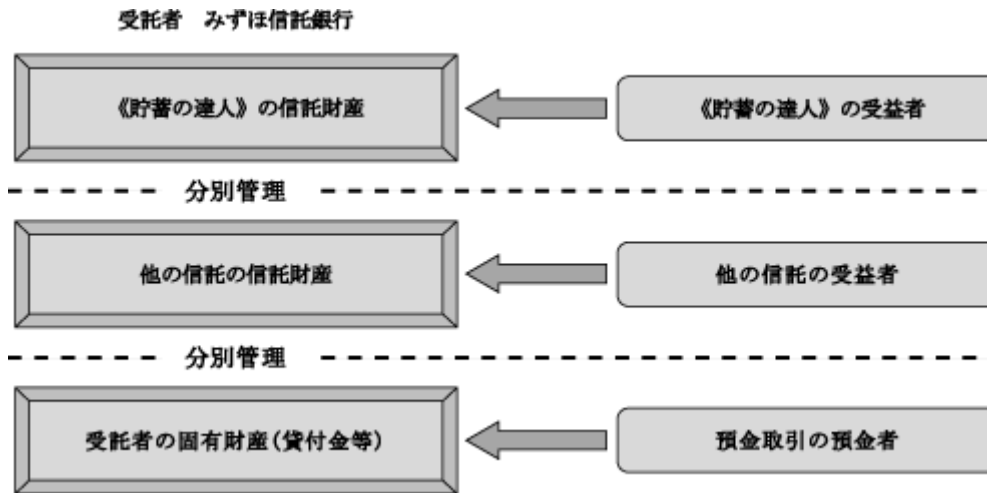 受託者　みずほ信託銀行
《貯蓄の達人》の信託財産
《貯蓄の達人》の受益者
分別管理
他の信託の信託財産
他の信託の受益者
分別管理
受託者の固有財産(貸付金等)
預金取引の預金者